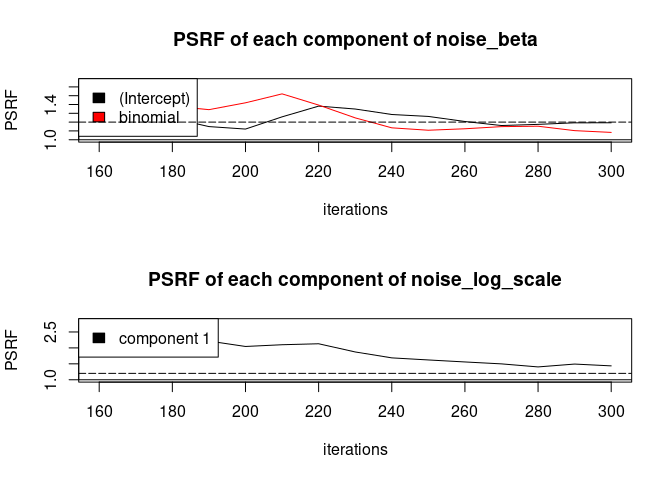 PSRF of each component of noise_beta
PSRF
1.0 1.4
(Intercept)
binomial
160 180 200 220 240 260 280 300
iterations
PSRF of each component of noise_log_scale
PSRF
1.0 2.5
component 1
160 180 200 220 240 260 280 300
iterations